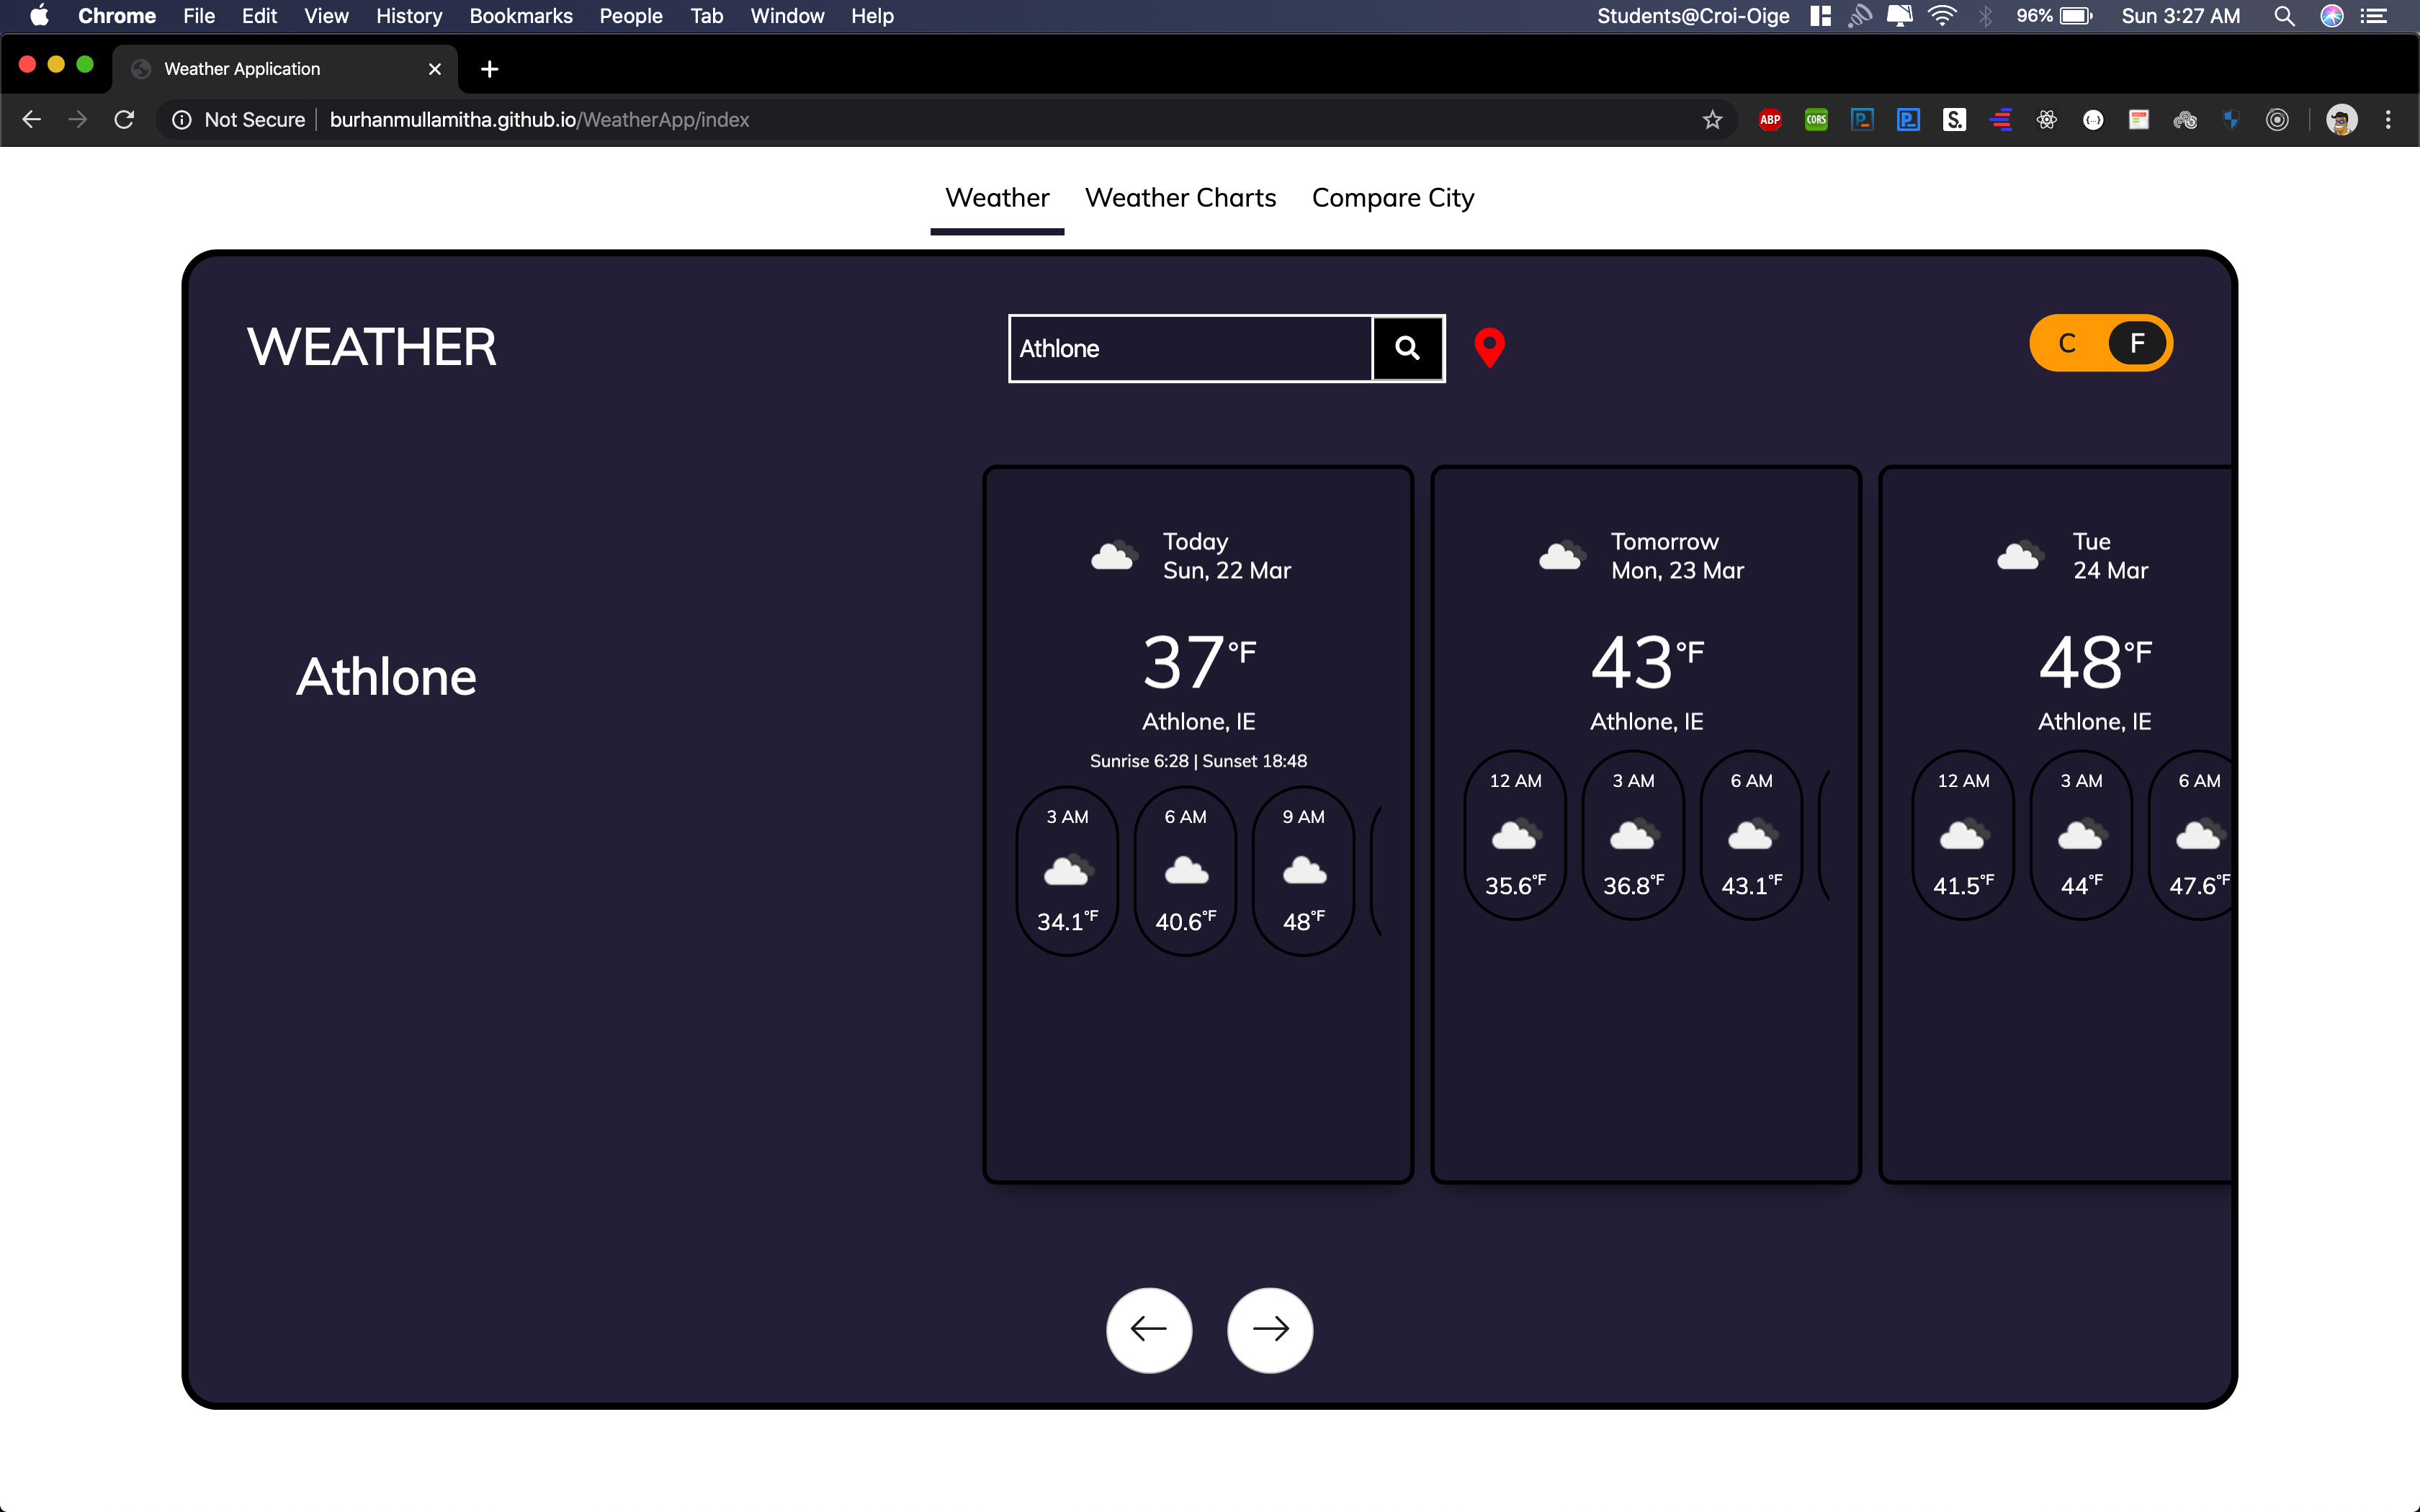 Chrome File Edit View History Bookmarks People Tab Window Help Students@Croi-Oige 96% Sun 3:27 AM
Weather Application
Not Secure burhanmullamitha.github.io/WeatherApp/index ABP CORS P_ P_ S.
Weather Weather Charts Compare City
WEATHER
Athlone
C F
Athlone
Today
Sun, 22 Mar
37°F
Athlone, IE
Sunrise 6:28 | Sunset 18:48
3 AM 6 AM 9 AM
34.1°F 40.6°F 48°F
Tomorrow
Mon, 23 Mar
43°F
Athlone, IE
12 AM 3 AM 6 AM
35.6°F 36.8°F 43.1°F
Tue
24 Mar
48°F
Athlone, IE
12 AM 3 AM 6 AM
41.5°F 44°F 47.6°F